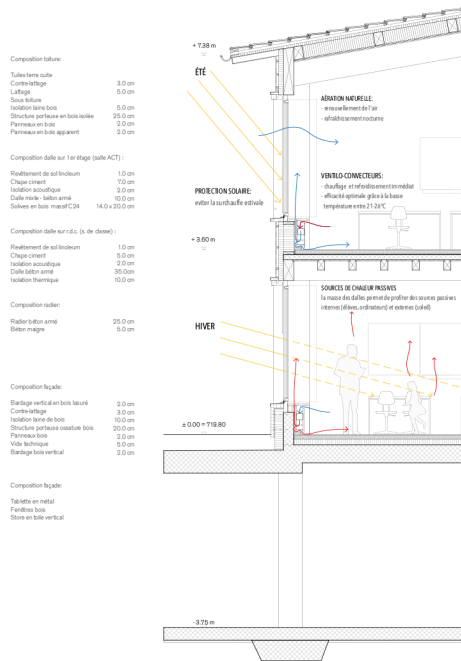 Composition toiture:
Tuiles terre cuite
Contre-lattage 3.0 cm
Lattage 5.0 cm
Sous toiture
Isolation laine bois 5.0 cm
Structure porteuse en bois isolée 25.0 cm
Panneaux en bois 2.0 cm
Panneaux en bois apparent 2.0 cm
Composition dalle sur 1er étage (salle ACT) :
Revêtement de sol linoleum 1.0 cm
Chape ciment 7.0 cm
Isolation acoustique 2.0 cm
Dalle mixte - béton armé 10.0 cm
Solives en bois massif C24 14.0 x 20.0 cm
Composition dalle sur r.d.c. (s. de classe) :
Revêtement de sol linoleum 1.0 cm
Chape ciment 5.0 cm
Isolation acoustique 2.0 cm
Dalle béton armé 35.0cm
Isolation thermique 10.0 cm
Composition radier:
Radier béton armé 25.0 cm
Béton maigre 5.0 cm
Composition façade:
Bardage vertical en bois lasuré 2.0 cm
Contre-lattage 3.0 cm
Isolation laine de bois 10.0 cm
Structure porteuse ossature bois 20.0 cm
Panneaux bois 2.0 cm
Vide technique 5.0 cm
Bardage bois vertical 2.0 cm
Composition façade:
Tablette en métal
Fenêtres bois
Store en toile vertical
+ 7.38 m
ÉTÉ
AÉRATION NATURELLE:
- renouvellement de l'air
- rafraîdissement nocturne
PROTECTION SOLAIRE:
eviter la surchauffe estivale
VENTILO-CONVECTEURS:
- chauffage et refroidissement immédiat
- efficacité optimale grâce à la basse
température entre 21-26°C
+ 3.60 m
SOURCES DE CHALEUR PASSIVES
la masse des dalles permet de profiter des sources passives
internes (élèves, ordinateurs) et externes (soleil)
HIVER
± 0.00 = 719.80
- 3.75 m